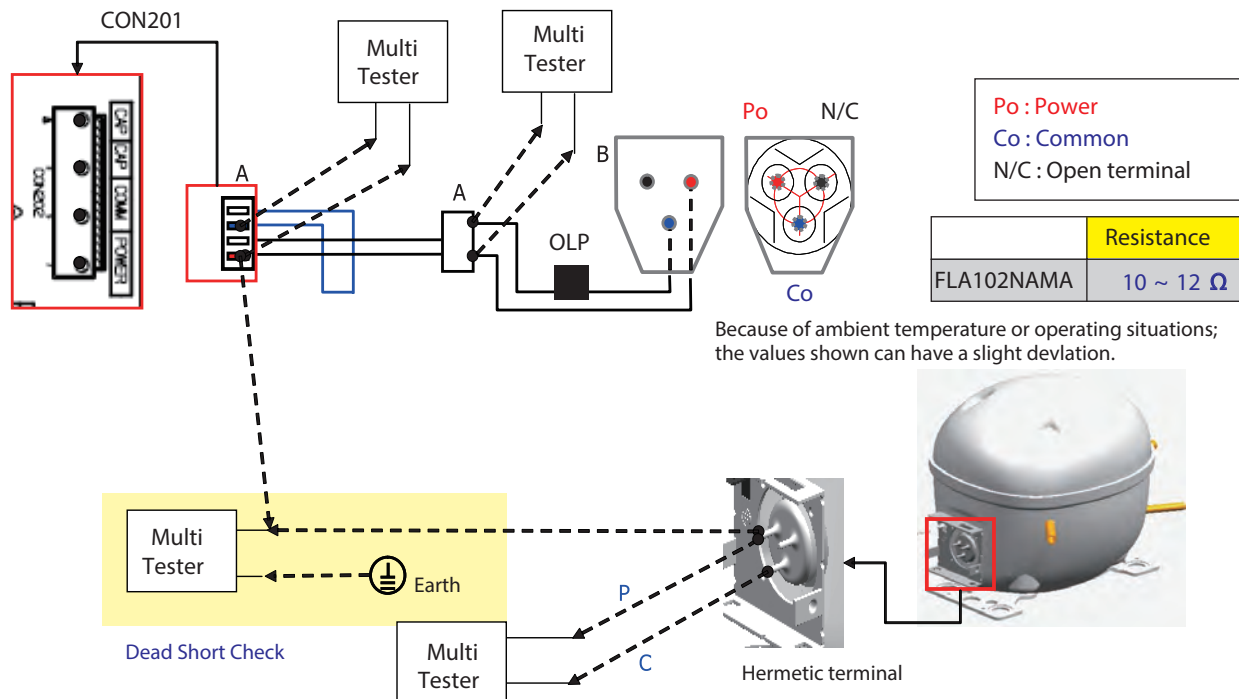 CON201
Multi
Tester
Multi
Tester
CAP
CAP
COMM
POWER
CON202
A
A
OLP
B
Po
N/C
Co
Po : Power
Co : Common
N/C : Open terminal
Resistance
FLA102NAMA
10 ~ 12 Ω
Because of ambient temperature or operating situations;
the values shown can have a slight devlation.
Multi
Tester
Earth
Dead Short Check
Multi
Tester
P
C
Hermetic terminal